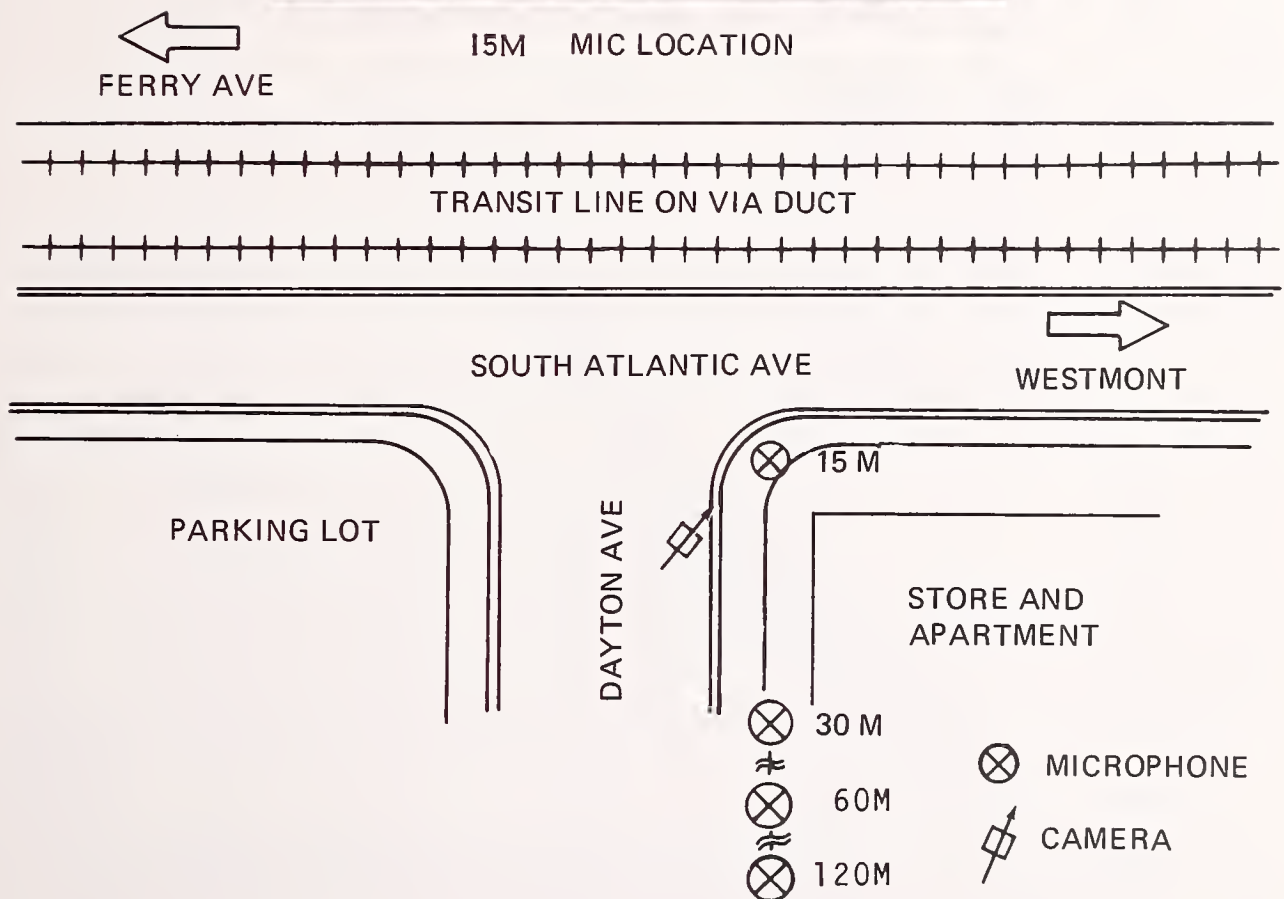 15M MIC LOCATION
FERRY AVE
TRANSIT LINE ON VIA DUCT
SOUTH ATLANTIC AVE
WESTMONT
15 M
PARKING LOT
DAYTON AVE
STORE AND
APARTMENT
30 M
MICROPHONE
60M
CAMERA
120M